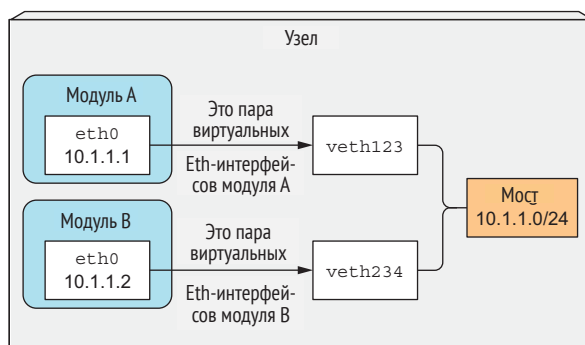 Узел
Модуль A
eth0
10.1.1.1
Это пара
виртуальных
Eth-интерфей-
сов модуля A
veth123
Модуль B
eth0
10.1.1.2
Это пара
виртуальных
Eth-интерфей-
сов модуля B
veth234
Мост
10.1.1.0/24